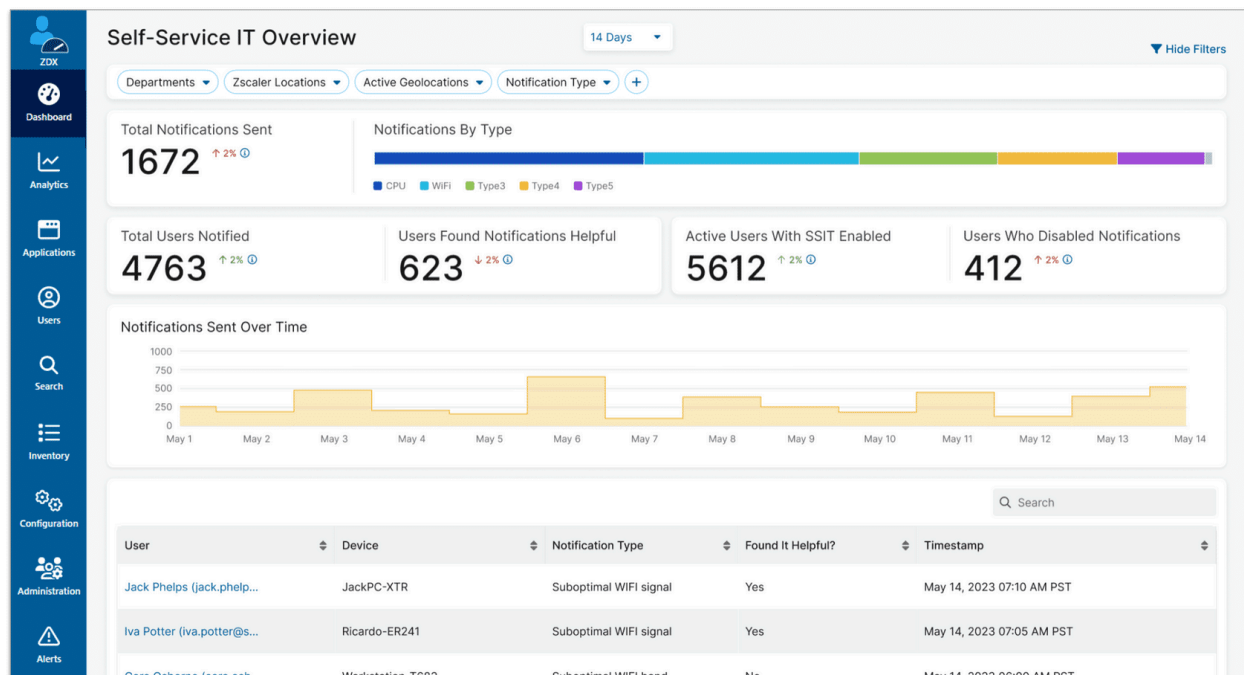 ZDX
Dashboard
Analytics
Applications
Users
Search
Inventory
Configuration
Administration
Alerts
Self-Service IT Overview
14 Days
Hide Filters
Departments Zscaler Locations Active Geolocations Notification Type +
Total Notifications Sent
1672 ↑ 2%
Notifications By Type
CPU WiFi Type3 Type4 Type5
Total Users Notified
4763 ↑ 2%
Users Found Notifications Helpful
623 ↓ 2%
Active Users With SSIT Enabled
5612 ↑ 2%
Users Who Disabled Notifications
412 ↑ 2%
Notifications Sent Over Time
1000
750
500
250
0
May 1 May 2 May 3 May 4 May 5 May 6 May 7 May 8 May 9 May 10 May 11 May 12 May 13 May 14
Search
User Device Notification Type Found It Helpful? Timestamp
Jack Phelps (jack.phelp... JackPC-XTR Suboptimal WIFI signal Yes May 14, 2023 07:10 AM PST
Iva Potter (iva.potter@s... Ricardo-ER241 Suboptimal WIFI signal Yes May 14, 2023 07:05 AM PST